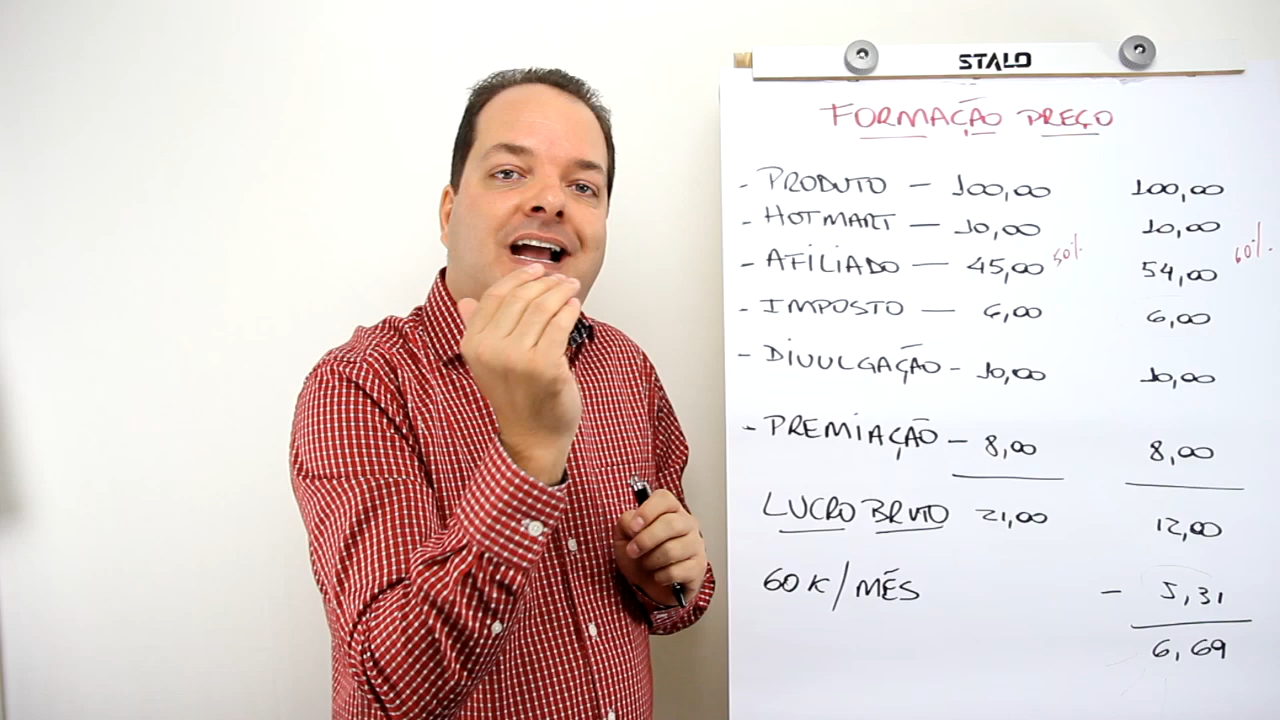 STALO
FORMAÇÃO PREÇO
- PRODUTO — 100,00 100,00
- HOTMART — 10,00 10,00
- AFILIADO — 45,00 50% 54,00 60%.
- IMPOSTO — 6,00 6,00
- DIVULGAÇÃO - 10,00 10,00
- PREMIAÇÃO — 8,00 8,00
LUCRO BRUTO 21,00 12,00
60K/MÊS - 5,31
6,69